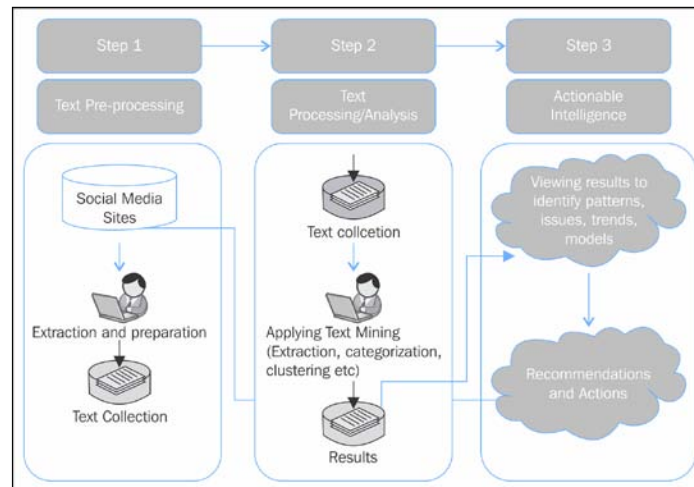 Step 1
Step 2
Step 3
Text Pre-processing
Text
Processing/Analysis
Actionable
Intelligence
Social Media
Sites
Extraction and preparation
Text Collection
Text collcetion
Applying Text Mining
(Extraction, categorization,
clustering etc)
Results
Viewing results to
identify patterns,
issues, trends,
models
Recommendations
and Actions